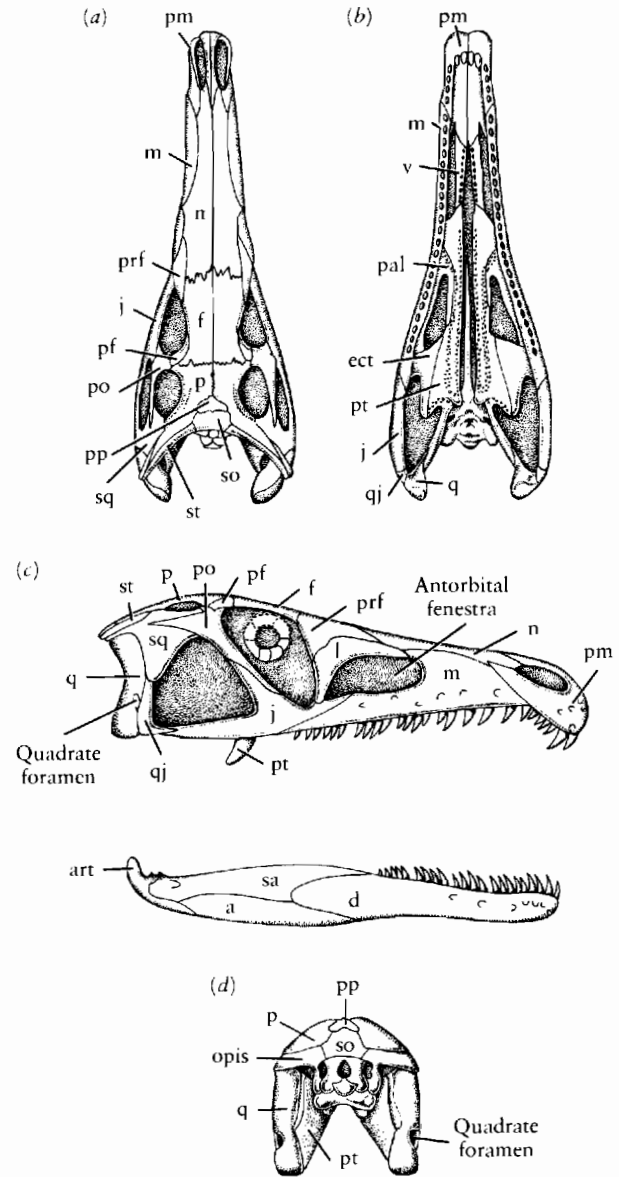 (a)
pm
m
n
prf
j
f
pf
po
p
pp
so
sq
st
(b)
pm
m
v
pal
ect
pt
j
qj
q
(c)
st
p
po
pf
f
prf
Antorbital
fenestra
n
pm
sq
l
m
q
j
Quadrate
foramen
qj
pt
art
sa
a
d
(d)
pp
p
so
opis
q
pt
Quadrate
foramen